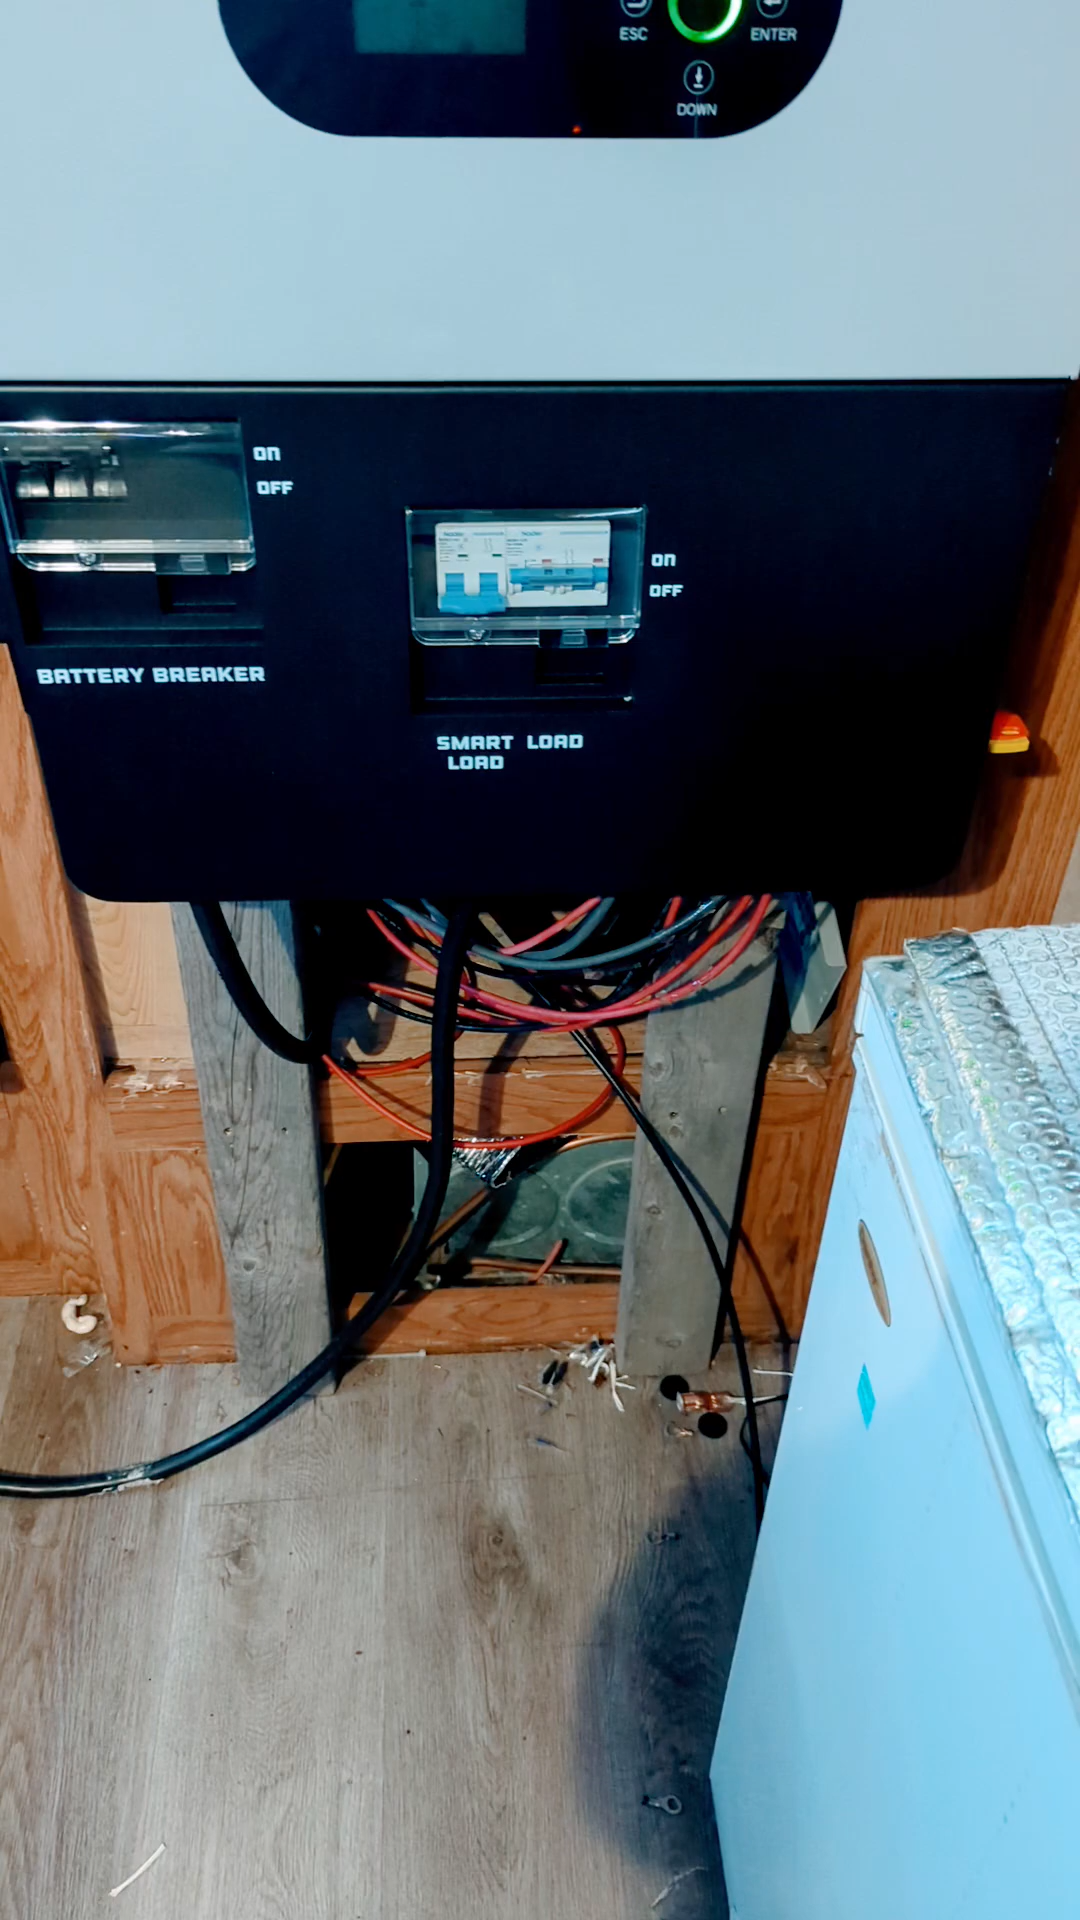 ESC
ENTER
DOWN
ON
OFF
ON
OFF
BATTERY BREAKER
SMART LOAD
LOAD